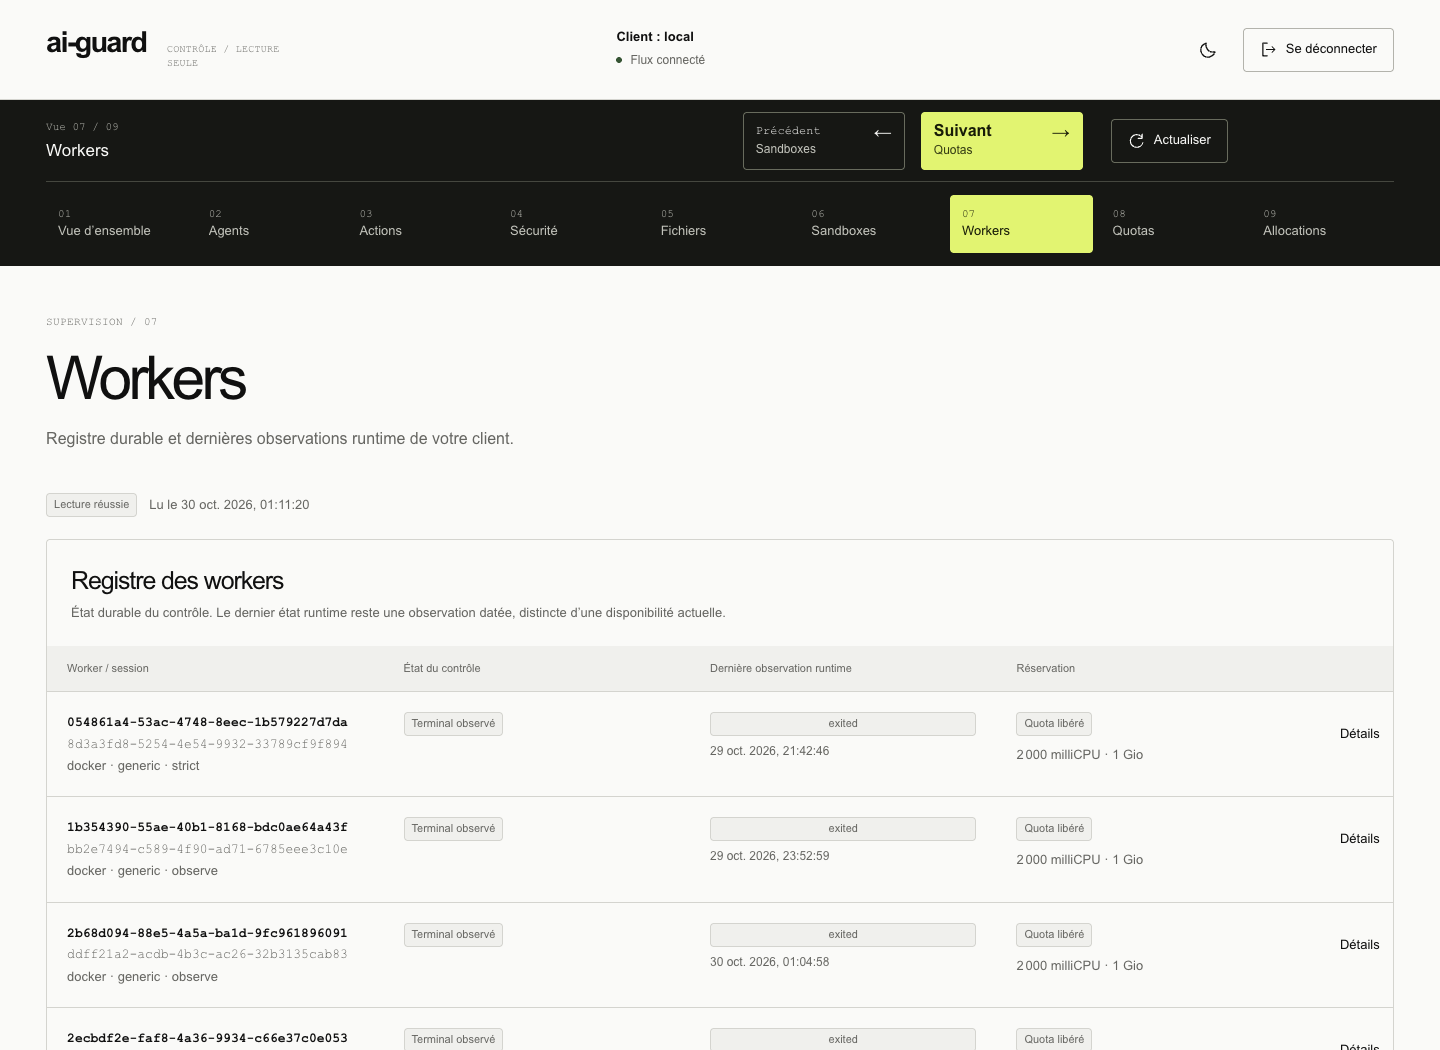 ai-guard
CONTRÔLE / LECTURE
SEULE
Client : local
Flux connecté
Se déconnecter
Vue 07 / 09
Workers
Précédent
Sandboxes
←
Suivant
Quotas
→
Actualiser
01
Vue d’ensemble
02
Agents
03
Actions
04
Sécurité
05
Fichiers
06
Sandboxes
07
Workers
08
Quotas
09
Allocations
SUPERVISION / 07
Workers
Registre durable et dernières observations runtime de votre client.
Lecture réussie Lu le 30 oct. 2026, 01:11:20
Registre des workers
État durable du contrôle. Le dernier état runtime reste une observation datée, distincte d’une disponibilité actuelle.
Worker / session État du contrôle Dernière observation runtime Réservation
054861a4-53ac-4748-8eec-1b579227d7da Terminal observé exited Quota libéré
8d3a3fd8-5254-4e54-9932-33789cf9f894 29 oct. 2026, 21:42:46 2 000 milliCPU · 1 Gio Détails
docker · generic · strict
1b354390-55ae-40b1-8168-bdc0ae64a43f Terminal observé exited Quota libéré
bb2e7494-c589-4f90-ad71-6785eee3c10e 29 oct. 2026, 23:52:59 2 000 milliCPU · 1 Gio Détails
docker · generic · observe
2b68d094-88e5-4a5a-ba1d-9fc961896091 Terminal observé exited Quota libéré
ddff21a2-acdb-4b3c-ac26-32b3135cab83 30 oct. 2026, 01:04:58 2 000 milliCPU · 1 Gio Détails
docker · generic · observe
2ecbdf2e-faf8-4a36-9934-c66e37c0e053 Terminal observé exited Quota libéré
Détails